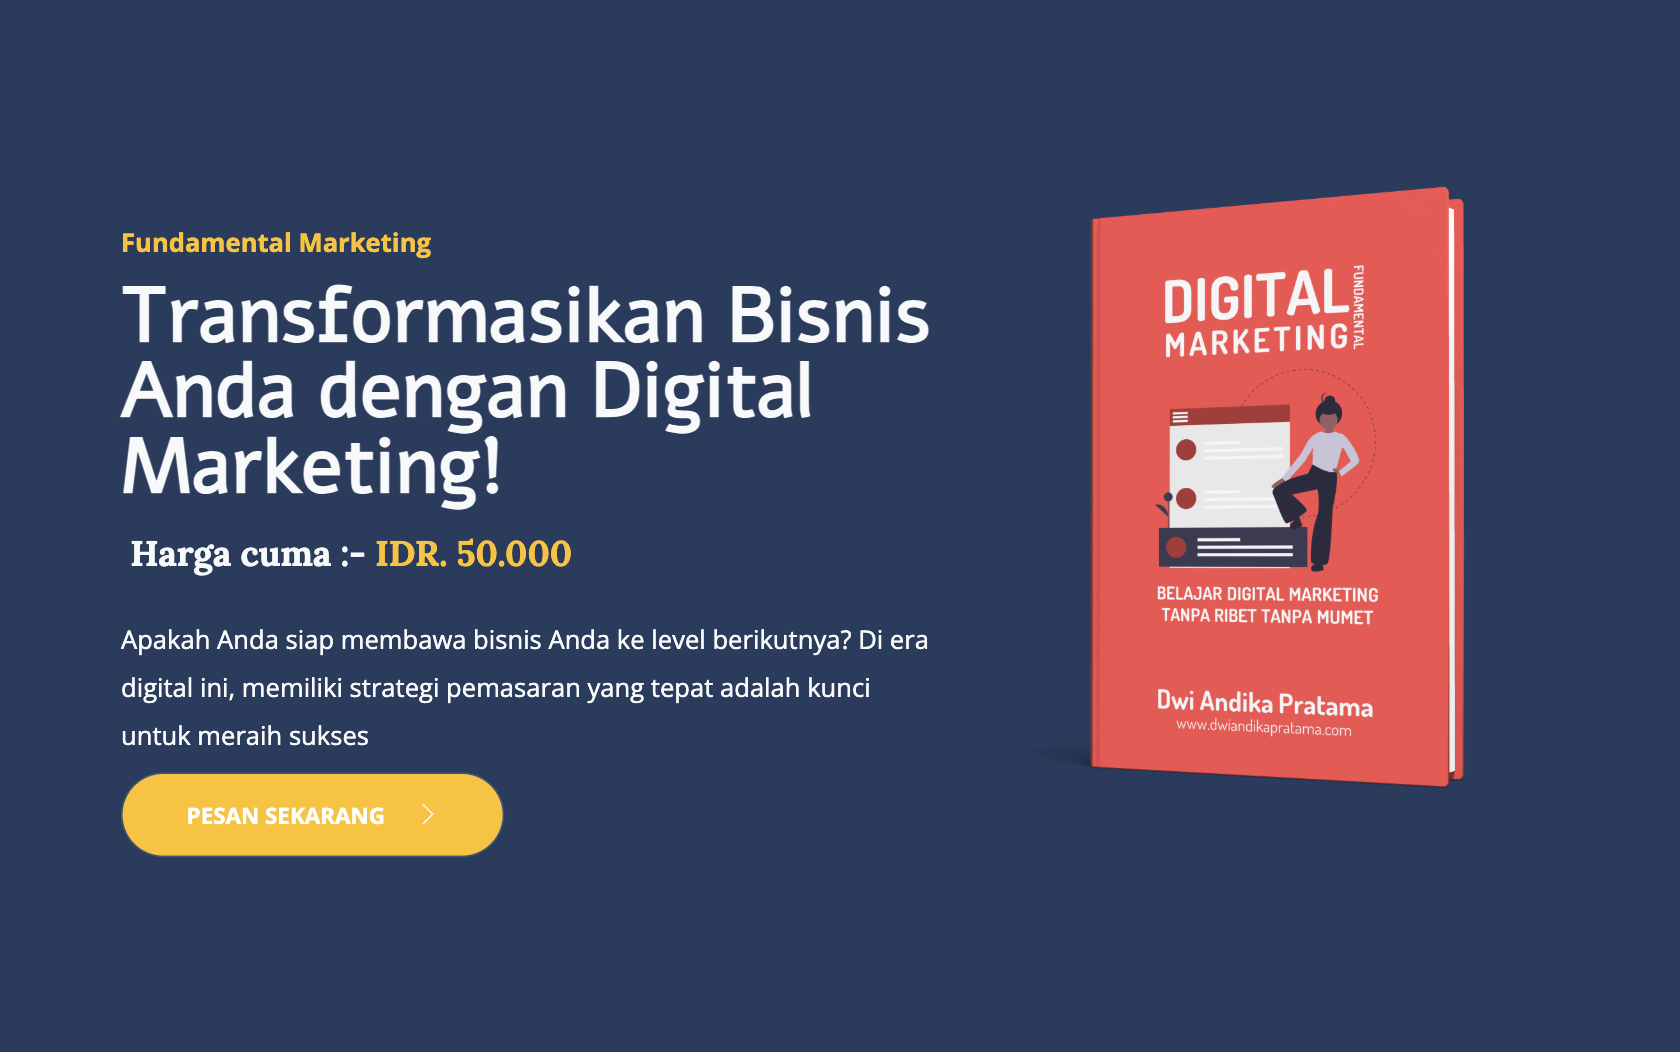 Fundamental Marketing
Transformasikan Bisnis
Anda dengan Digital
Marketing!
Harga cuma :- IDR. 50.000
Apakah Anda siap membawa bisnis Anda ke level berikutnya? Di era
digital ini, memiliki strategi pemasaran yang tepat adalah kunci
untuk meraih sukses
PESAN SEKARANG
DIGITAL
MARKETING
FUNDAMENTAL
BELAJAR DIGITAL MARKETING
TANPA RIBET TANPA MUMET
Dwi Andika Pratama
www.dwiandikapratama.com